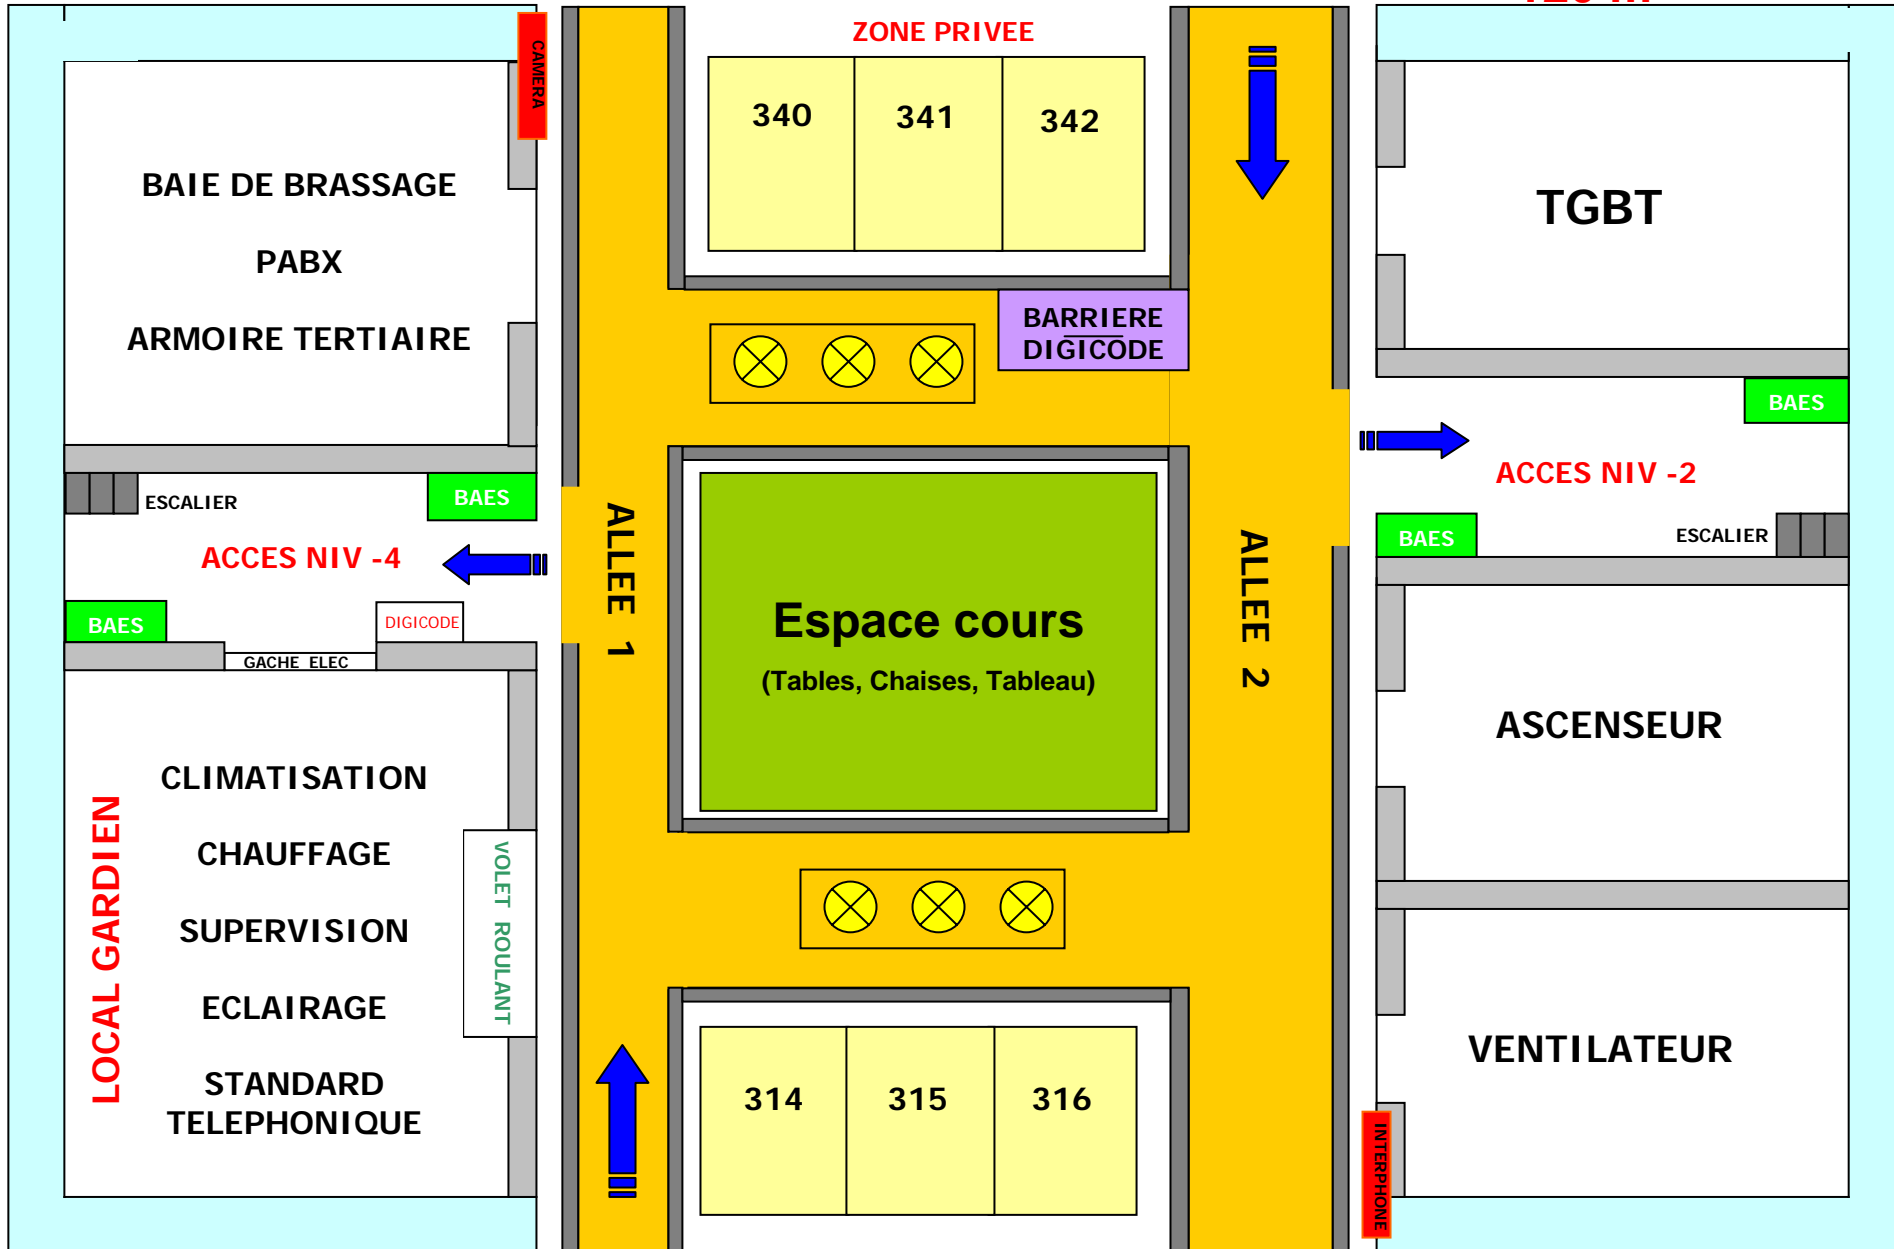 ZONE PRIVEE
CAMERA
340
341
342
BAIE DE BRASSAGE
PABX
ARMOIRE TERTIAIRE
TGBT
BARRIERE
DIGICODE
BAES
ACCES NIV -2
BAES
ESCALIER
ESCALIER
BAES
ACCES NIV -4
BAES
DIGICODE
GACHE ELEC
ALLEE 1
ALLEE 2
Espace cours
(Tables, Chaises, Tableau)
ASCENSEUR
LOCAL GARDIEN
CLIMATISATION
CHAUFFAGE
SUPERVISION
ECLAIRAGE
STANDARD
TELEPHONIQUE
VOLET ROULANT
314
315
316
VENTILATEUR
INTERPHONE